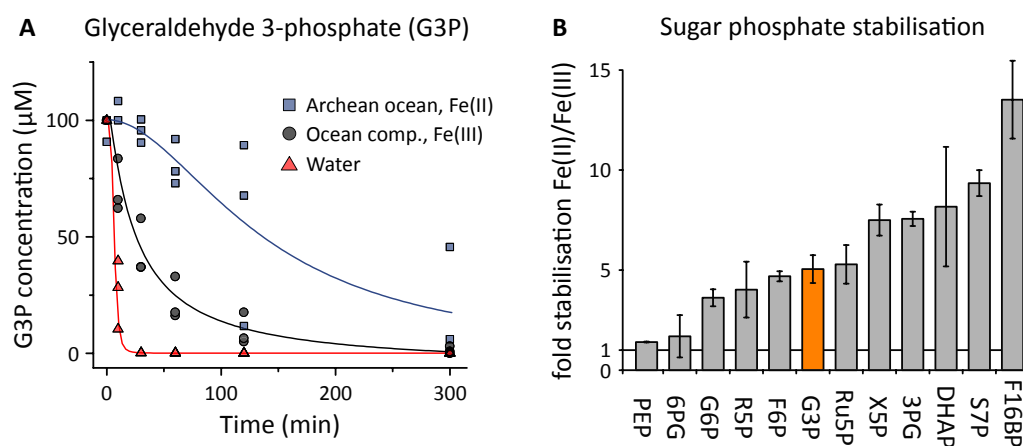 A Glyceraldehyde 3-phosphate (G3P)
G3P concentration (µM)
100
50
0
Archean ocean, Fe(II)
Ocean comp., Fe(III)
Water
0 100 200 300
Time (min)
B Sugar phosphate stabilisation
fold stabilisation Fe(II)/Fe(III)
15
10
5
1
0
PEP
6PG
G6P
R5P
F6P
G3P
Ru5P
X5P
3PG
DHAP
S7P
F16BP